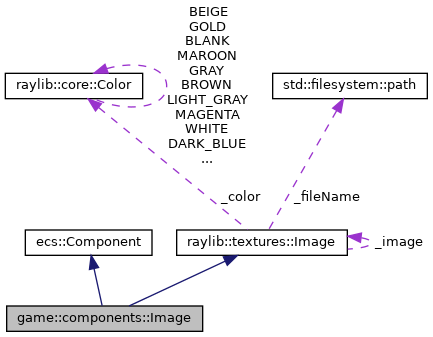 BEIGE
GOLD
BLANK
MAROON
GRAY
BROWN
LIGHT_GRAY
MAGENTA
WHITE
DARK_BLUE
...
raylib::core::Color
std::filesystem::path
_color
_fileName
ecs::Component
raylib::textures::Image
_image
game::components::Image